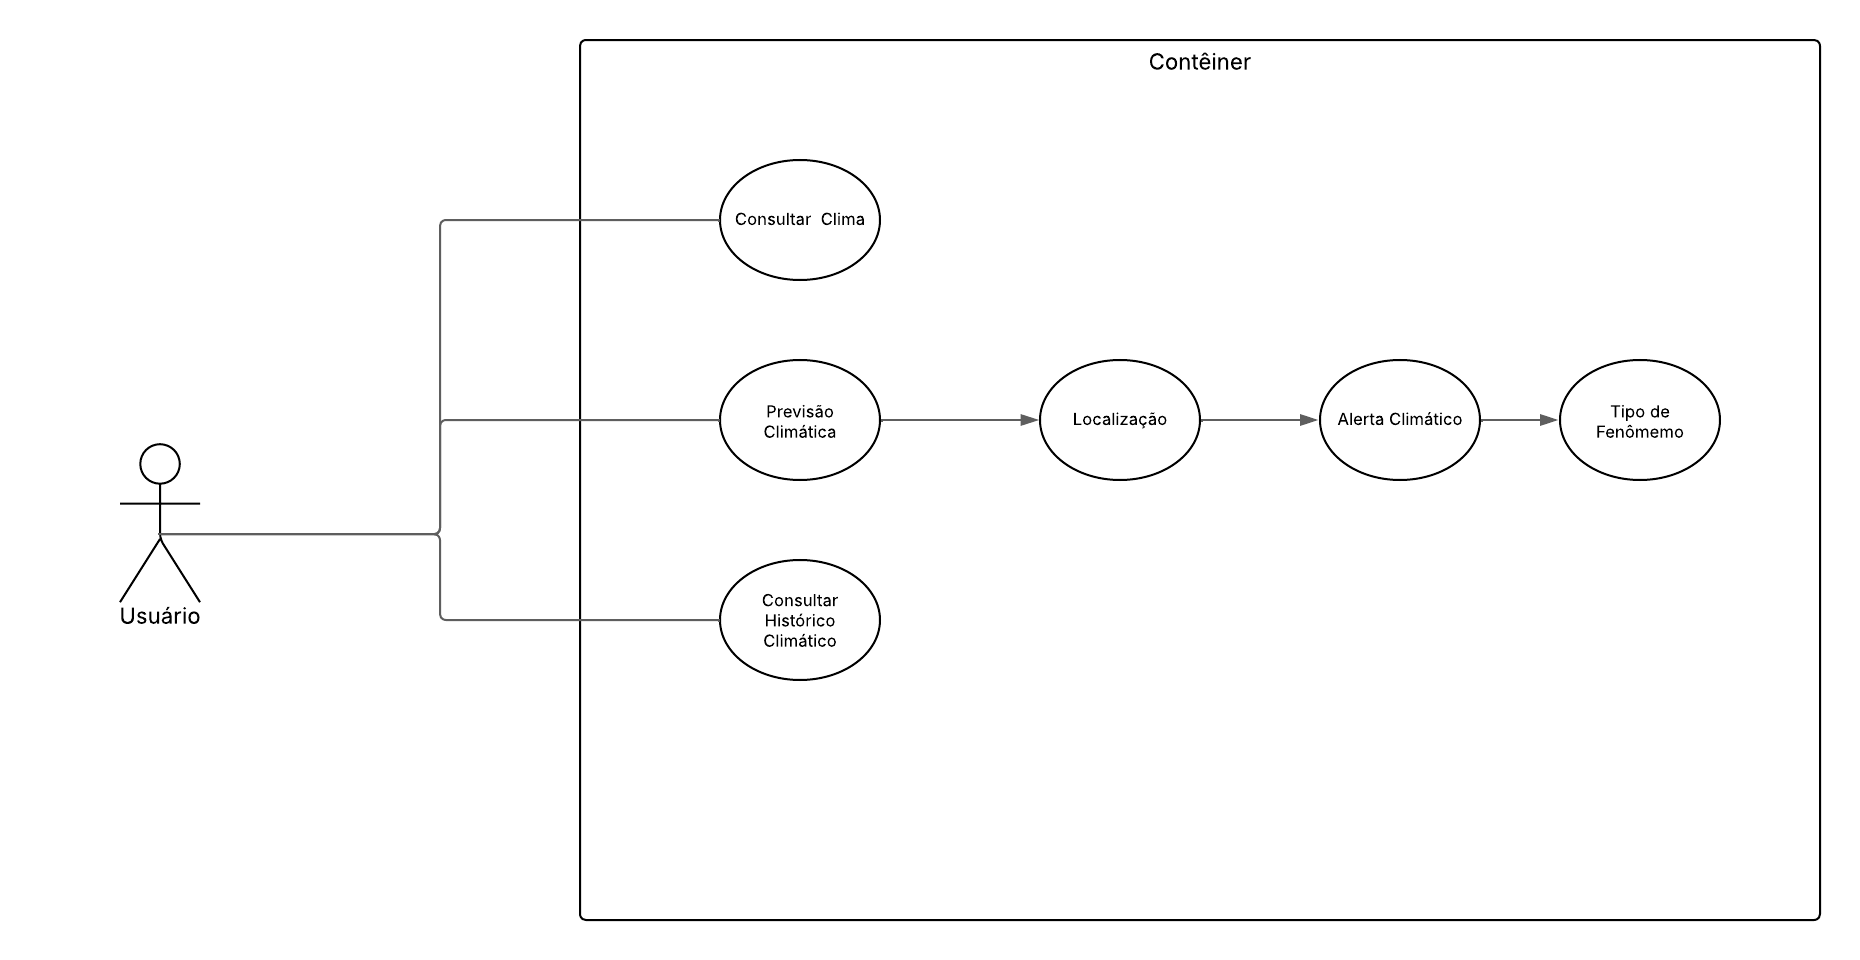 Contêiner
Consultar  Clima
Previsão
Climática
Localização
Alerta Climático
Tipo de
Fenômemo
Consultar
Histórico
Climático
Usuário